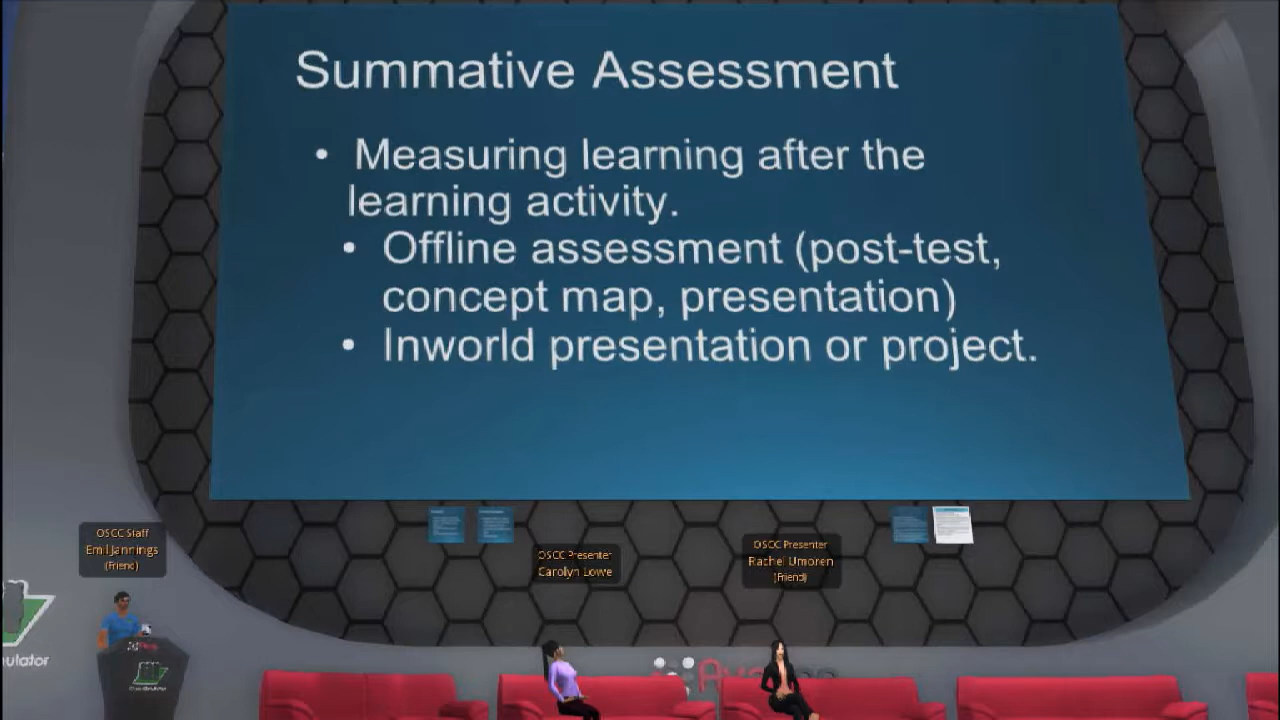 Summative Assessment
• Measuring learning after the
learning activity.
• Offline assessment (post-test,
concept map, presentation)
• Inworld presentation or project.
OSCC Staff
Emil Jannings
(Friend)
OSCC Presenter
Carolyn Lowe
OSCC Presenter
Rachel Umoren
(Friend)